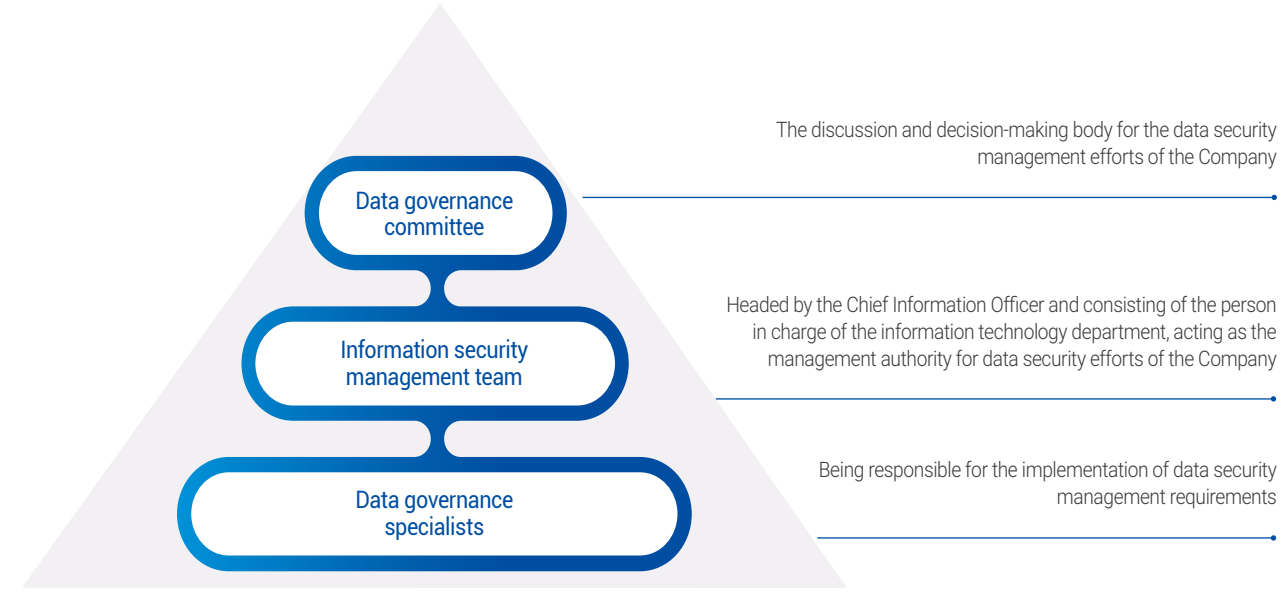 The discussion and decision-making body for the data security
management efforts of the Company
Data governance
committee
Headed by the Chief Information Officer and consisting of the person
in charge of the information technology department, acting as the
management authority for data security efforts of the Company
Information security
management team
Being responsible for the implementation of data security
management requirements
Data governance
specialists